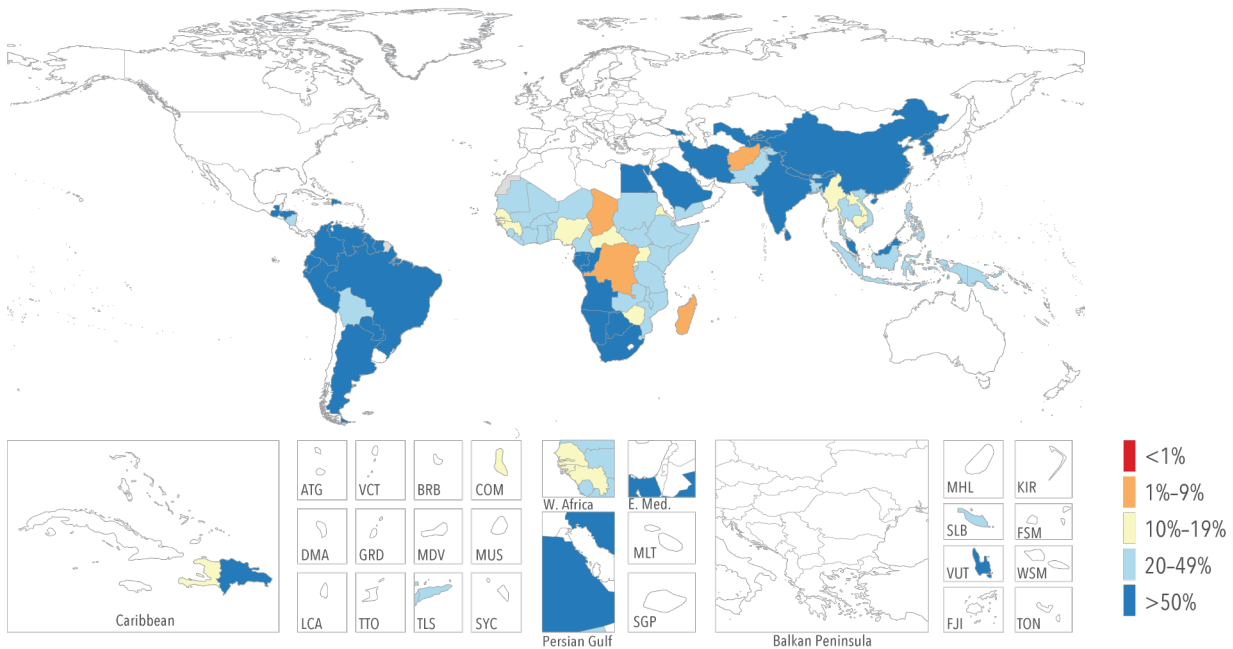 ATG
VCT
BRB
COM
W. Africa
E. Med.
MHL
KIR
<1%
1%–9%
10%–19%
20–49%
>50%
DMA
GRD
MDV
MUS
MLT
SLB
FSM
LCA
TTO
TLS
SYC
SGP
VUT
WSM
FJI
TON
Caribbean
Persian Gulf
Balkan Peninsula